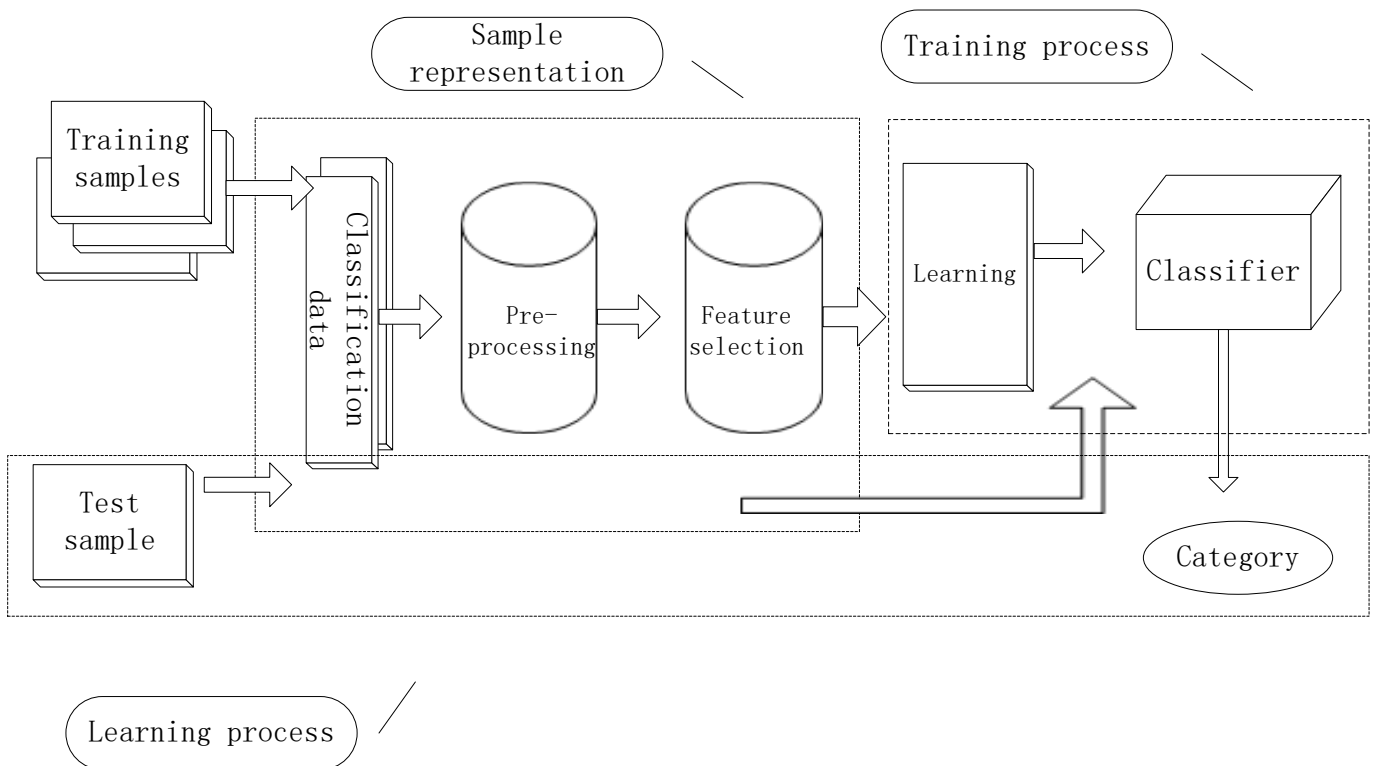 Sample
representation
Training process
Training
samples
Classification
data
Pre-
processing
Feature
selection
Learning
Classifier
Test
sample
Category
Learning process